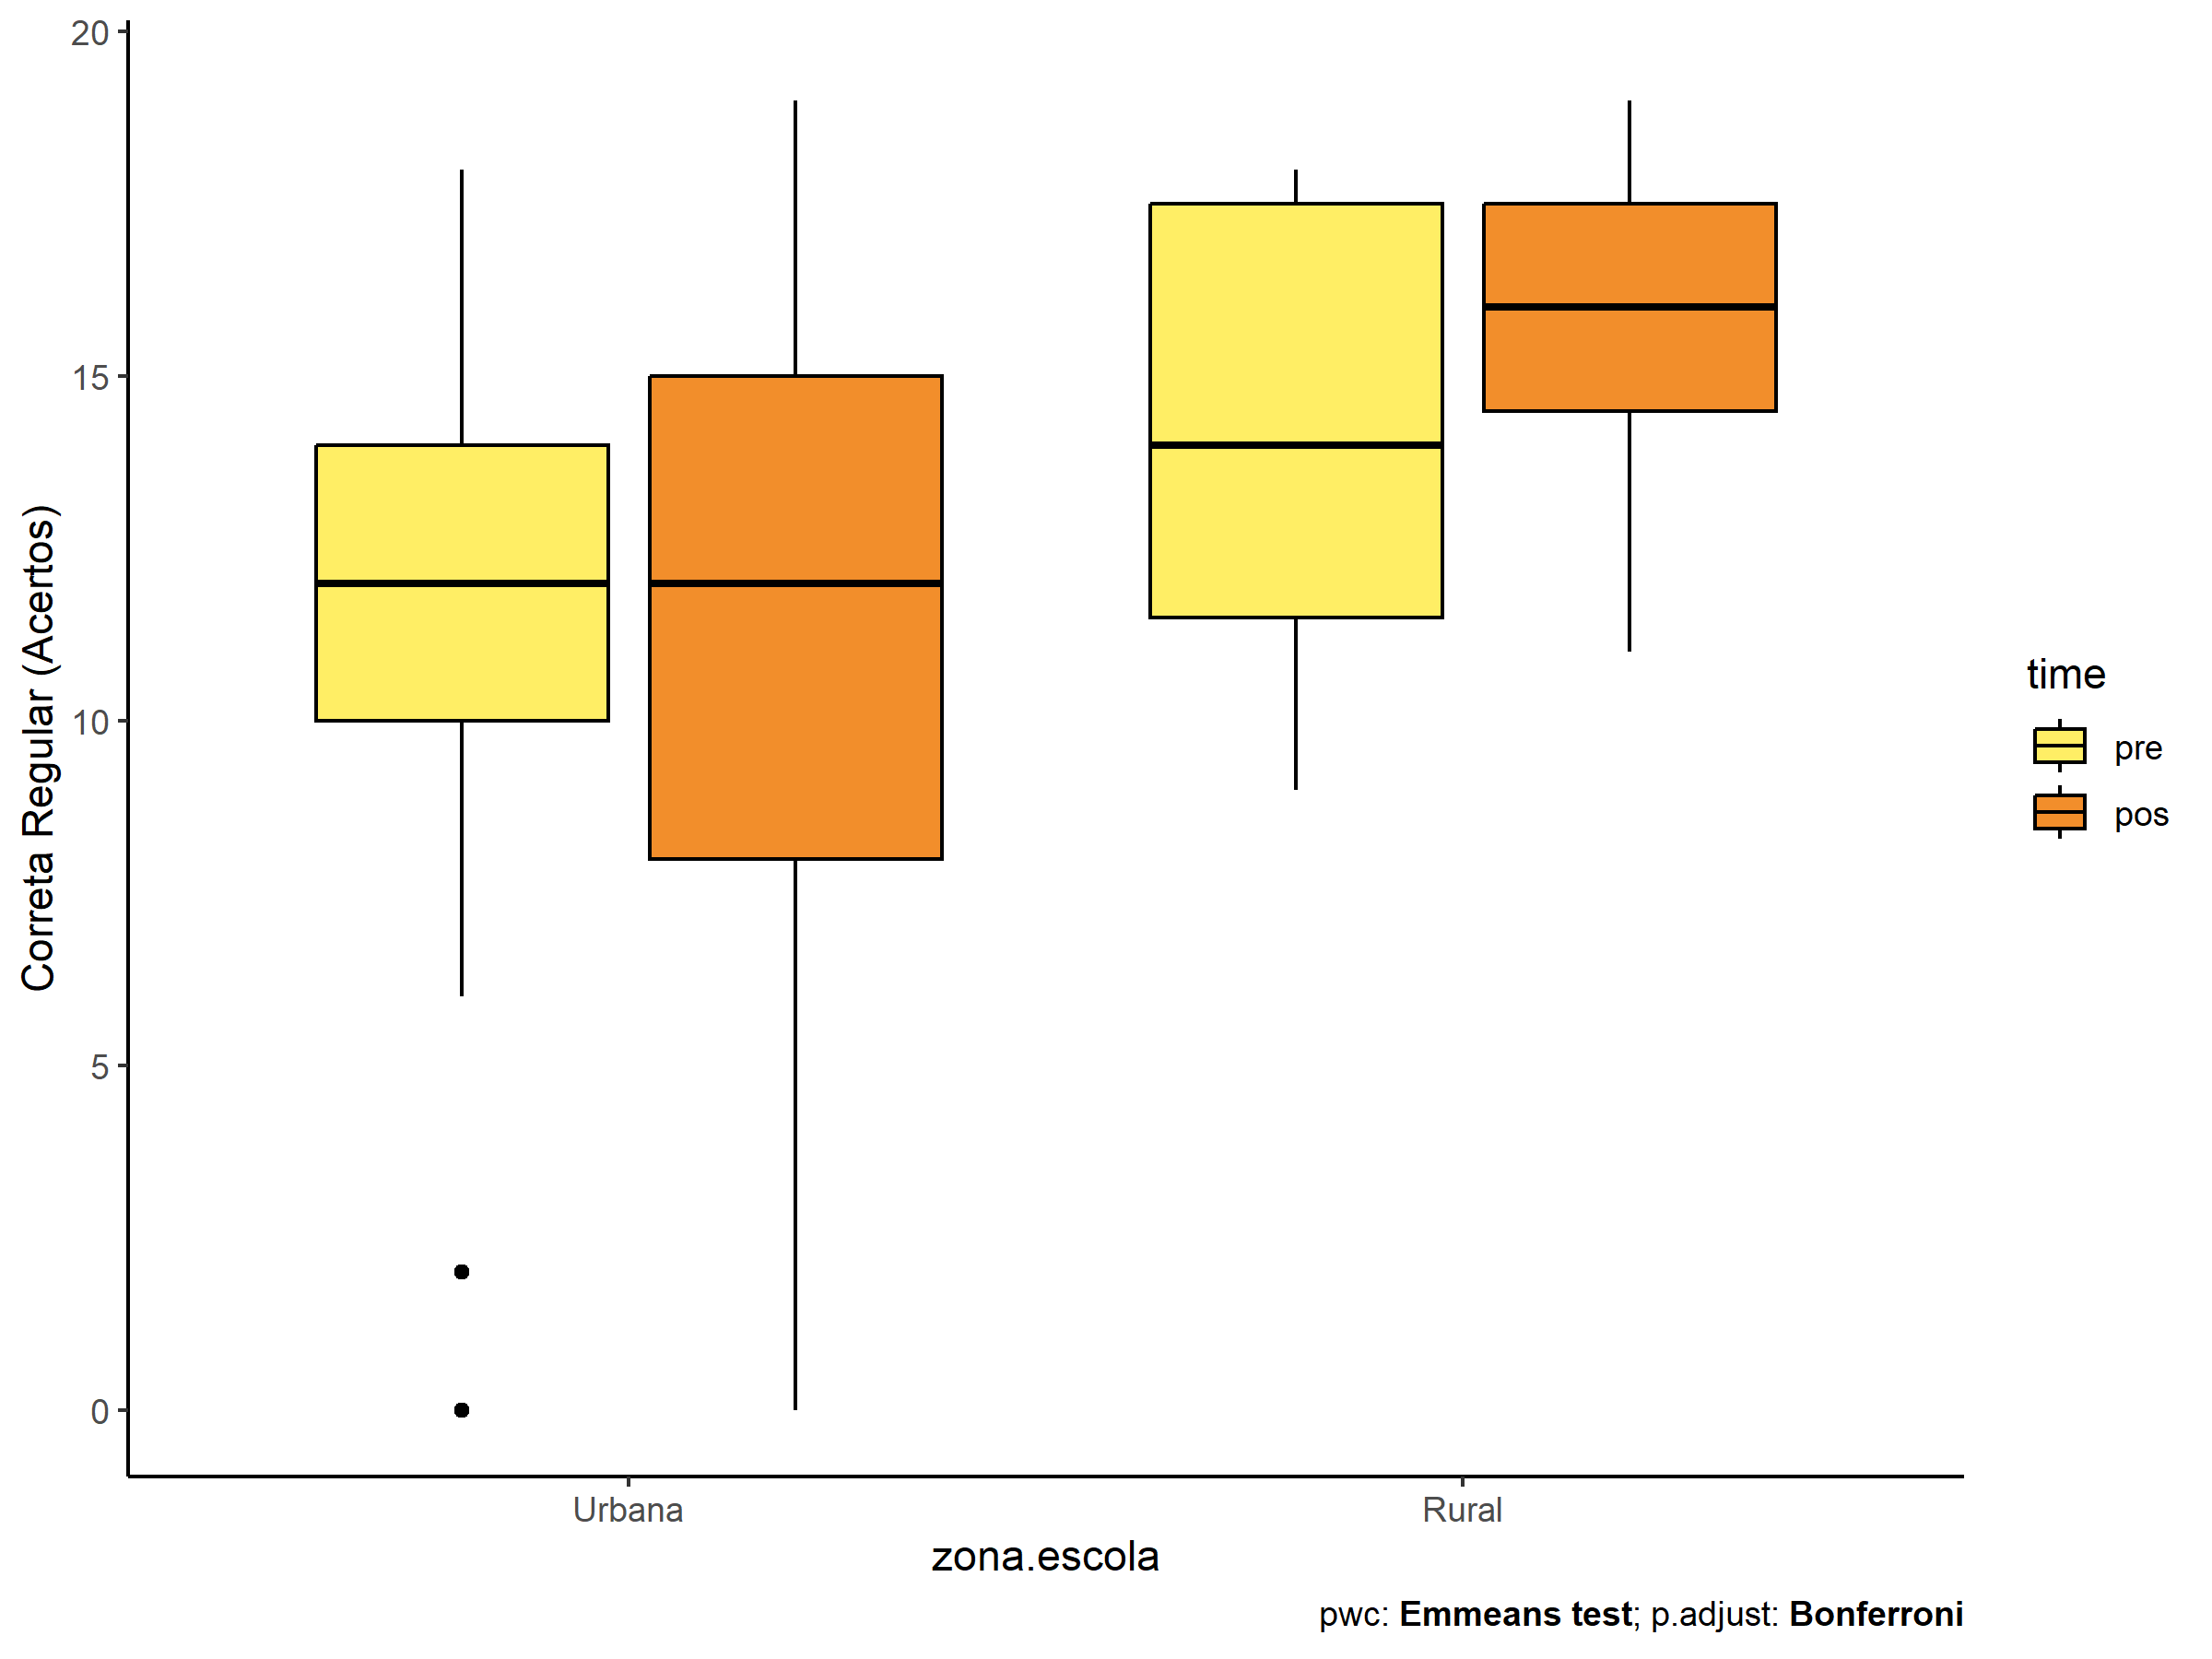 Correta Regular (Acertos)
20
15
10
5
0
Urbana
Rural
zona.escola
time
pre
pos
pwc: Emmeans test; p.adjust: Bonferroni